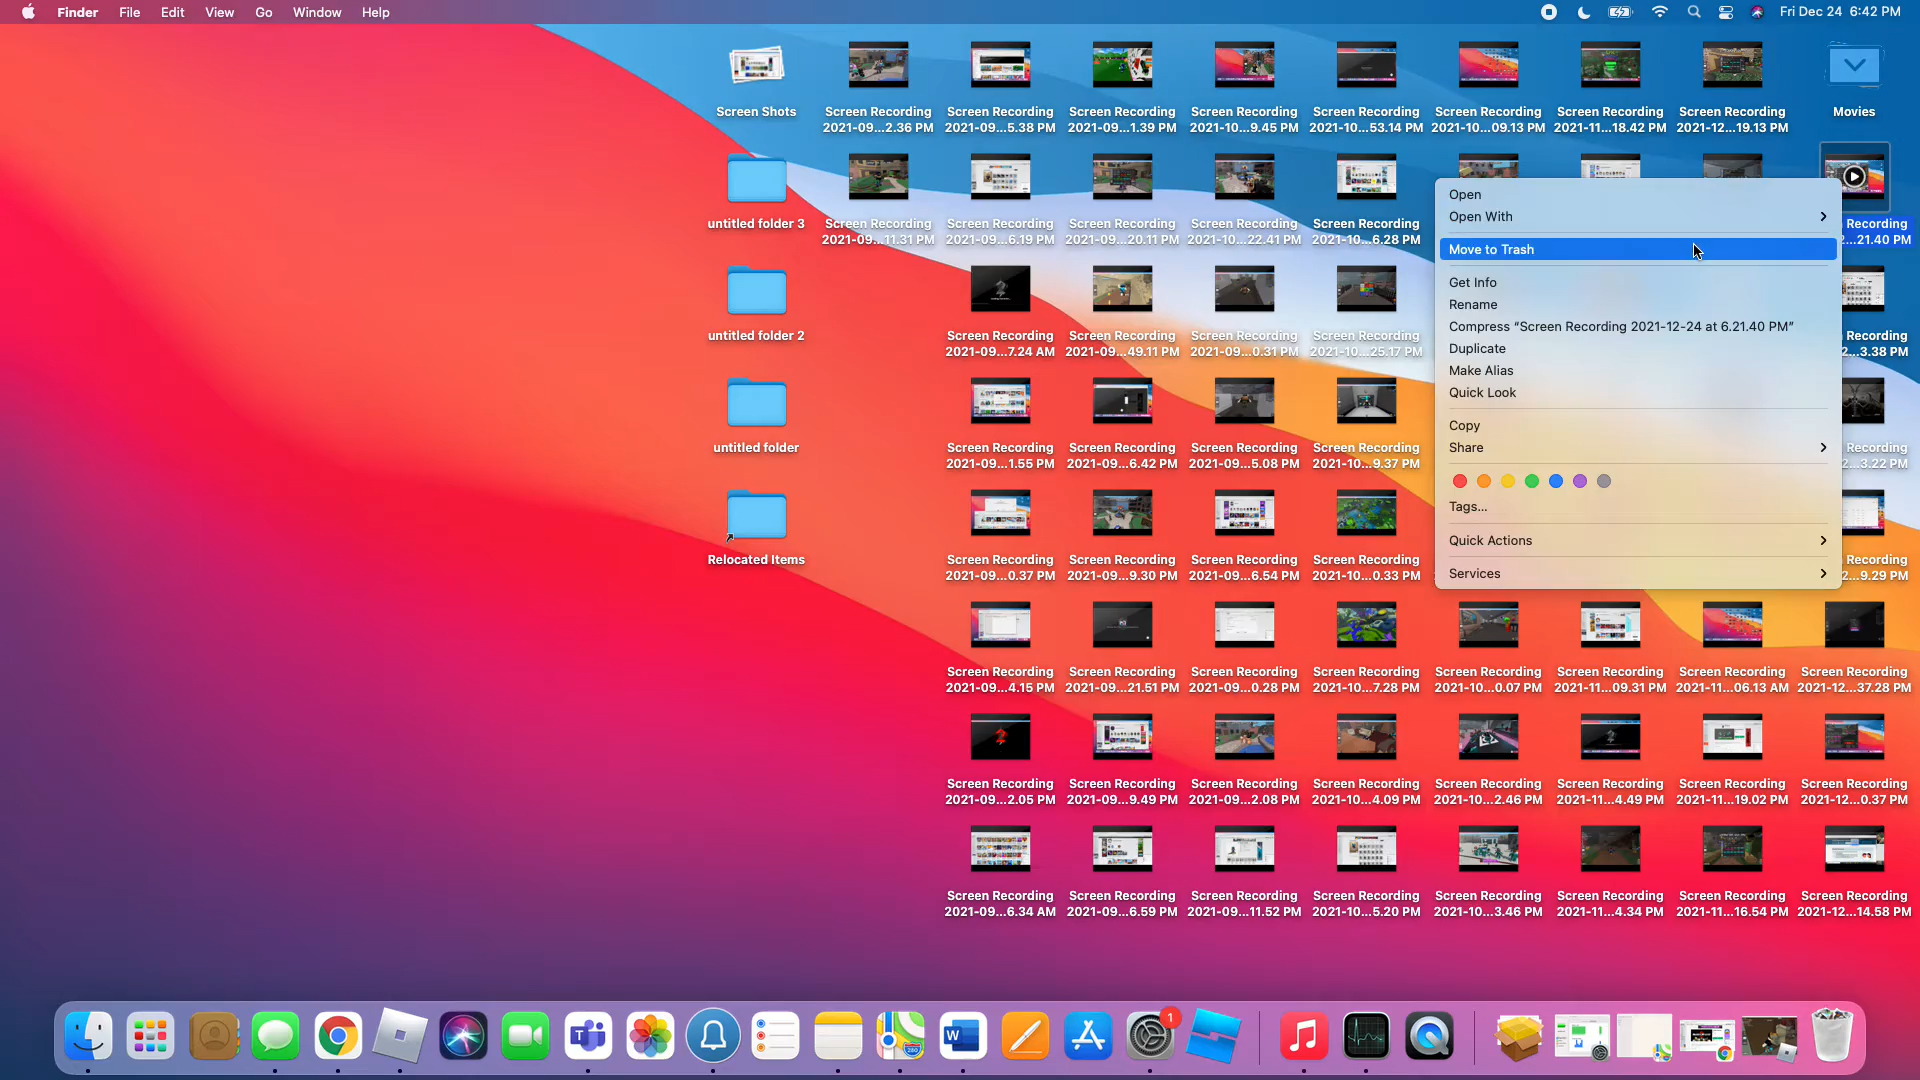 Finder File Edit View Go Window Help
Fri Dec 24 6:42 PM
Screen Shots
Screen Recording
2021-09...2.36 PM
Screen Recording
2021-09...5.38 PM
Screen Recording
2021-09...1.39 PM
Screen Recording
2021-10...9.45 PM
Screen Recording
2021-10...53.14 PM
Screen Recording
2021-10...09.13 PM
Screen Recording
2021-11...18.42 PM
Screen Recording
2021-12...19.13 PM
Movies
untitled folder 3
Screen Recording
2021-09...11.31 PM
Screen Recording
2021-09...6.19 PM
Screen Recording
2021-09...20.11 PM
Screen Recording
2021-10...22.41 PM
Screen Recording
2021-10...6.28 PM
Recording
...21.40 PM
Open
Open With
Move to Trash
Get Info
Rename
Compress “Screen Recording 2021-12-24 at 6.21.40 PM”
Duplicate
Make Alias
Quick Look
Copy
Share
Tags...
Quick Actions
Services
untitled folder 2
Screen Recording
2021-09...7.24 AM
Screen Recording
2021-09...49.11 PM
Screen Recording
2021-09...0.31 PM
Screen Recording
2021-10...25.17 PM
Recording
2...3.38 PM
untitled folder
Screen Recording
2021-09...1.55 PM
Screen Recording
2021-09...6.42 PM
Screen Recording
2021-09...5.08 PM
Screen Recording
2021-10...9.37 PM
Recording
2...3.22 PM
Relocated Items
Screen Recording
2021-09...0.37 PM
Screen Recording
2021-09...9.30 PM
Screen Recording
2021-09...6.54 PM
Screen Recording
2021-10...0.33 PM
Recording
2...9.29 PM
Screen Recording
2021-09...4.15 PM
Screen Recording
2021-09...21.51 PM
Screen Recording
2021-09...0.28 PM
Screen Recording
2021-10...7.28 PM
Screen Recording
2021-10...0.07 PM
Screen Recording
2021-11...09.31 PM
Screen Recording
2021-11...06.13 AM
Screen Recording
2021-12...37.28 PM
Screen Recording
2021-09...2.05 PM
Screen Recording
2021-09...9.49 PM
Screen Recording
2021-09...2.08 PM
Screen Recording
2021-10...4.09 PM
Screen Recording
2021-10...2.46 PM
Screen Recording
2021-11...4.49 PM
Screen Recording
2021-11...19.02 PM
Screen Recording
2021-12...0.37 PM
Screen Recording
2021-09...6.34 AM
Screen Recording
2021-09...6.59 PM
Screen Recording
2021-09...11.52 PM
Screen Recording
2021-10...5.20 PM
Screen Recording
2021-10...3.46 PM
Screen Recording
2021-11...4.34 PM
Screen Recording
2021-11...16.54 PM
Screen Recording
2021-12...14.58 PM
T
W
1